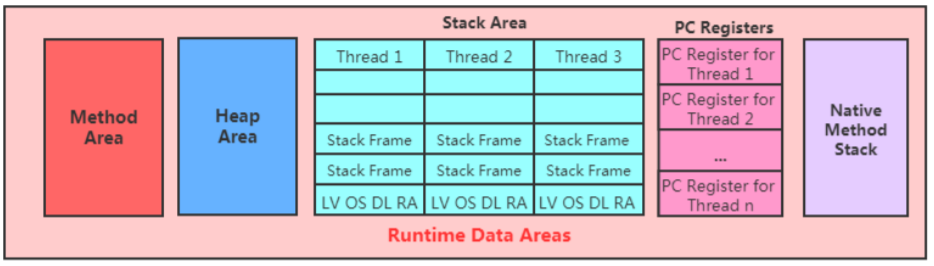 Stack Area
PC Registers
Method
Area
Heap
Area
Thread 1
Thread 2
Thread 3
Stack Frame
Stack Frame
Stack Frame
Stack Frame
Stack Frame
Stack Frame
LV OS DL RA
LV OS DL RA
LV OS DL RA
PC Register for
Thread 1
PC Register for
Thread 2
...
PC Register for
Thread n
Native
Method
Stack
Runtime Data Areas